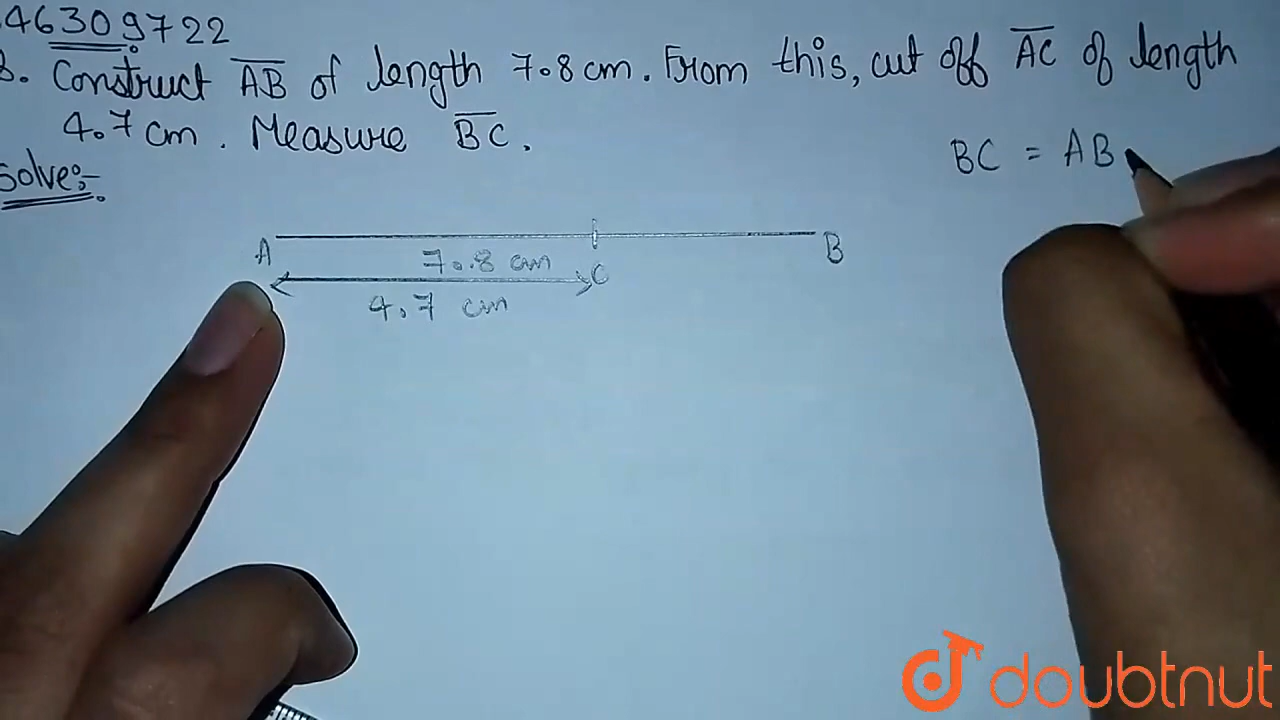 46309722
3. Construct AB of length 7.8 cm. From this, cut off AC of length
4.7 cm. Measure BC.
Solve:-
BC = AB
A B
7.8 cm
C
4.7 cm
doubtnut